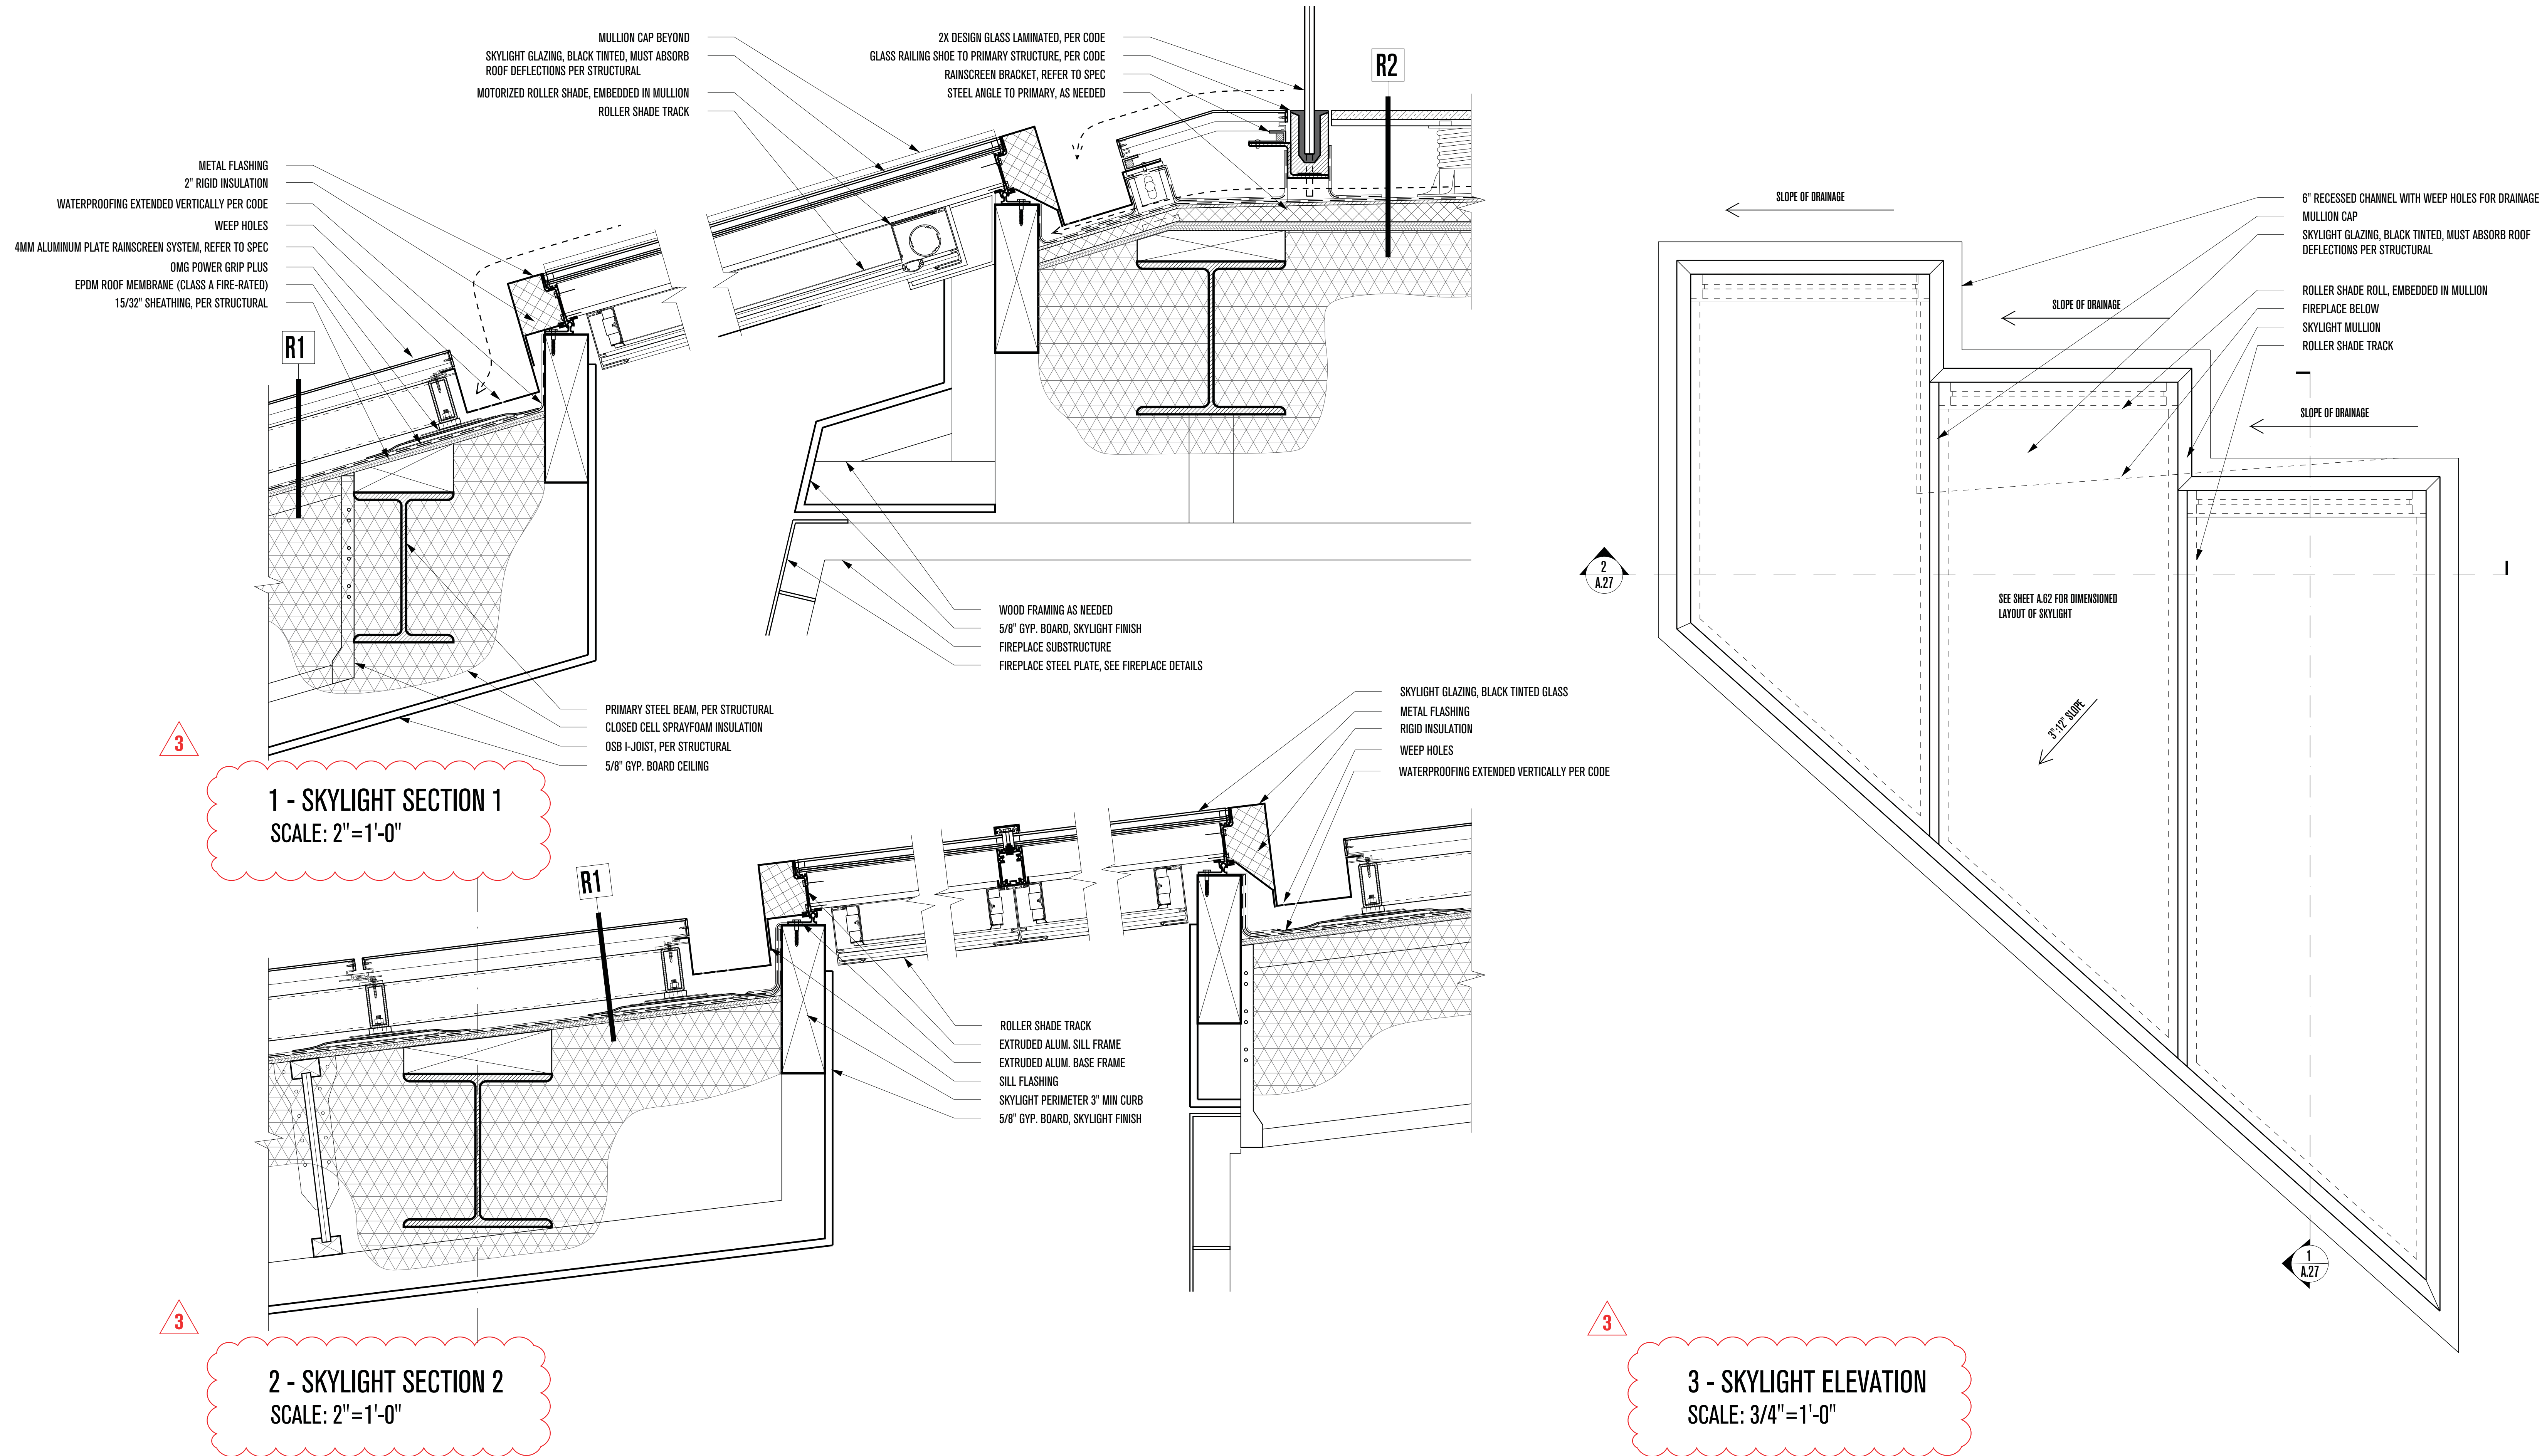 MULLION CAP BEYOND
SKYLIGHT GLAZING, BLACK TINTED, MUST ABSORB
ROOF DEFLECTIONS PER STRUCTURAL
MOTORIZED ROLLER SHADE, EMBEDDED IN MULLION
ROLLER SHADE TRACK
2X DESIGN GLASS LAMINATED, PER CODE
GLASS RAILING SHOE TO PRIMARY STRUCTURE, PER CODE
RAINSCREEN BRACKET, REFER TO SPEC
STEEL ANGLE TO PRIMARY, AS NEEDED
R2
METAL FLASHING
2" RIGID INSULATION
WATERPROOFING EXTENDED VERTICALLY PER CODE
WEEP HOLES
4MM ALUMINUM PLATE RAINSCREEN SYSTEM, REFER TO SPEC
OMG POWER GRIP PLUS
EPDM ROOF MEMBRANE (CLASS A FIRE-RATED)
15/32" SHEATHING, PER STRUCTURAL
R1
WOOD FRAMING AS NEEDED
5/8" GYP. BOARD, SKYLIGHT FINISH
FIREPLACE SUBSTRUCTURE
FIREPLACE STEEL PLATE, SEE FIREPLACE DETAILS
PRIMARY STEEL BEAM, PER STRUCTURAL
CLOSED CELL SPRAYFOAM INSULATION
OSB I-JOIST, PER STRUCTURAL
5/8" GYP. BOARD CEILING
3
1 - SKYLIGHT SECTION 1
SCALE: 2"=1'-0"
SKYLIGHT GLAZING, BLACK TINTED GLASS
METAL FLASHING
RIGID INSULATION
WEEP HOLES
WATERPROOFING EXTENDED VERTICALLY PER CODE
R1
ROLLER SHADE TRACK
EXTRUDED ALUM. SILL FRAME
EXTRUDED ALUM. BASE FRAME
SILL FLASHING
SKYLIGHT PERIMETER 3" MIN CURB
5/8" GYP. BOARD, SKYLIGHT FINISH
3
2 - SKYLIGHT SECTION 2
SCALE: 2"=1'-0"
SLOPE OF DRAINAGE
SLOPE OF DRAINAGE
SLOPE OF DRAINAGE
6" RECESSED CHANNEL WITH WEEP HOLES FOR DRAINAGE
MULLION CAP
SKYLIGHT GLAZING, BLACK TINTED, MUST ABSORB ROOF
DEFLECTIONS PER STRUCTURAL
ROLLER SHADE ROLL, EMBEDDED IN MULLION
FIREPLACE BELOW
SKYLIGHT MULLION
ROLLER SHADE TRACK
2
A.27
SEE SHEET A.62 FOR DIMENSIONED
LAYOUT OF SKYLIGHT
3":12" SLOPE
1
A.27
3
3 - SKYLIGHT ELEVATION
SCALE: 3/4"=1'-0"